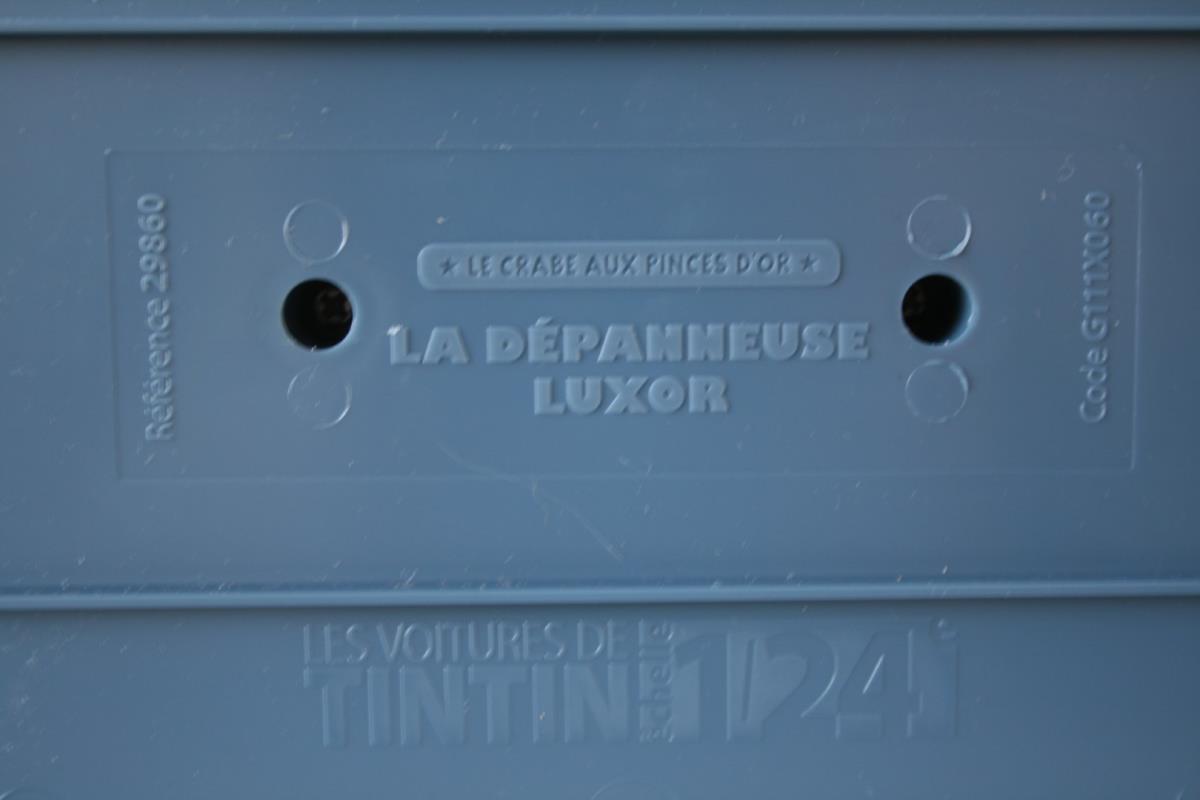 Référence 29860
★ LE CRABE AUX PINCES D'OR ★
LA DÉPANNEUSE
LUXOR
Code G111X060
LES VOITURES DE
TINTIN
échelle
1/24e